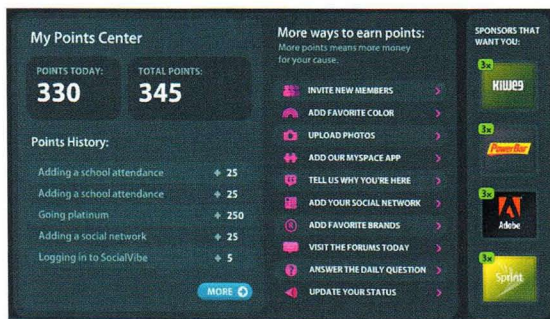 My Points Center
POINTS TODAY:
330
TOTAL POINTS:
345
Points History:
Adding a school attendance + 25
Adding a school attendance + 25
Going platinum + 250
Adding a social network + 25
Logging in to SocialVibe + 5
MORE
More ways to earn points:
More points means more money
for your cause.
INVITE NEW MEMBERS
ADD FAVORITE COLOR
UPLOAD PHOTOS
ADD OUR MYSPACE APP
TELL US WHY YOU'RE HERE
ADD YOUR SOCIAL NETWORK
ADD FAVORITE BRANDS
VISIT THE FORUMS TODAY
ANSWER THE DAILY QUESTION
UPDATE YOUR STATUS
SPONSORS THAT
WANT YOU:
3x
KIWEE
3x
PowerBar
3x
Adobe
3x
Sprint